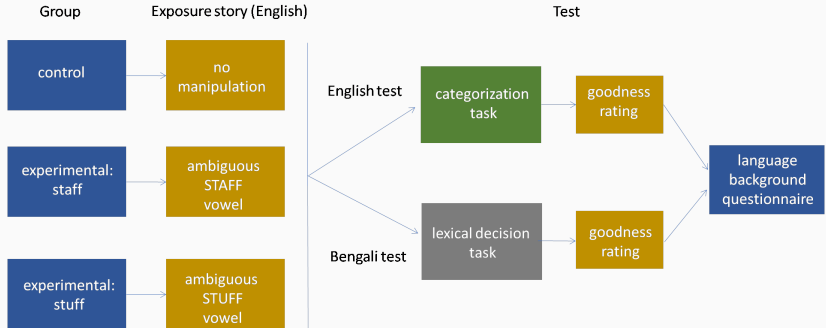 Group
Exposure story (English)
Test
control
no
manipulation
experimental:
staff
ambiguous
STAFF
vowel
experimental:
stuff
ambiguous
STUFF
vowel
English test
categorization
task
goodness
rating
Bengali test
lexical decision
task
goodness
rating
language
background
questionnaire